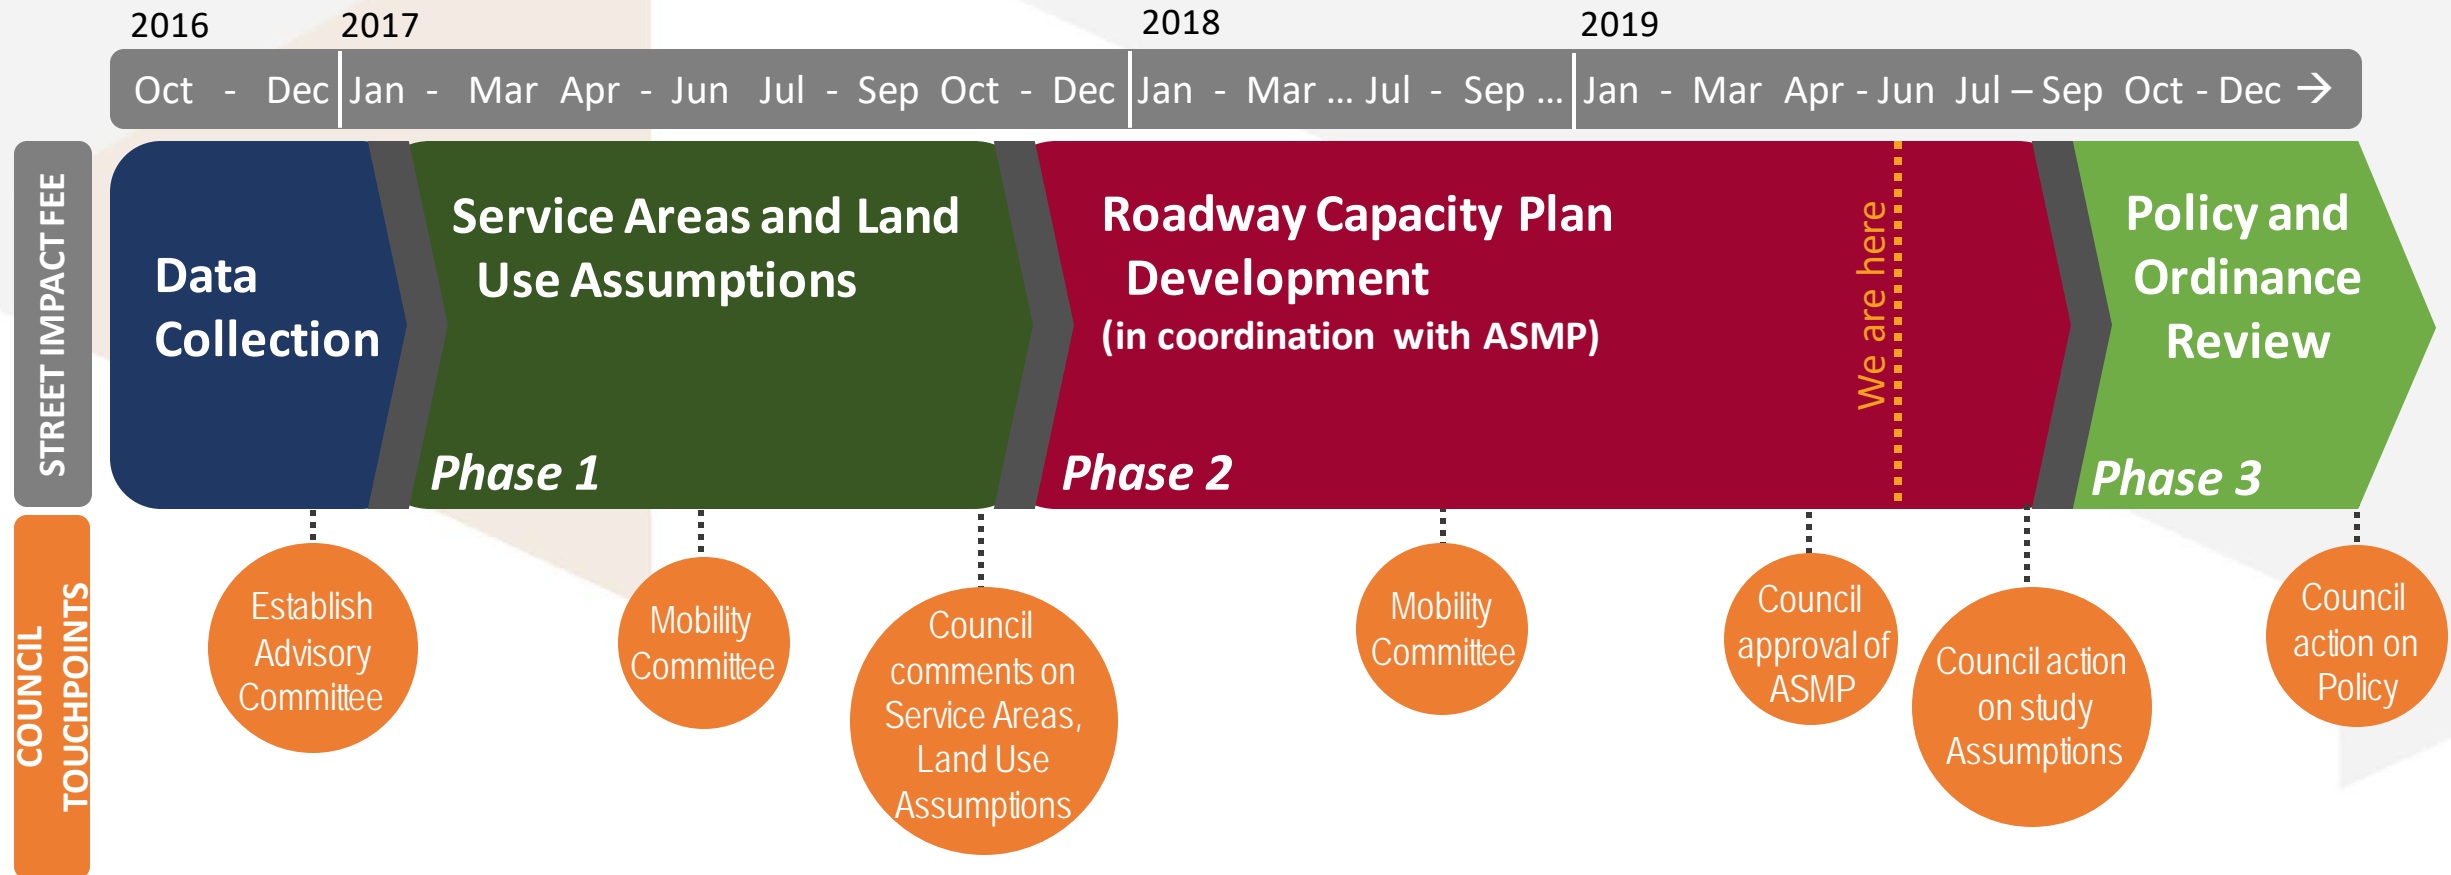 2016 2017 2018 2019
Oct - Dec Jan - Mar Apr - Jun Jul - Sep Oct - Dec Jan - Mar ... Jul - Sep ... Jan - Mar Apr - Jun Jul – Sep Oct - Dec →
STREET IMPACT FEE
Data
Collection
Service Areas and Land
Use Assumptions
Phase 1
Roadway Capacity Plan
Development
(in coordination with ASMP)
Phase 2
We are here
Policy and
Ordinance
Review
Phase 3
COUNCIL
TOUCHPOINTS
Establish
Advisory
Committee
Mobility
Committee
Council
comments on
Service Areas,
Land Use
Assumptions
Mobility
Committee
Council
approval of
ASMP
Council action
on study
Assumptions
Council
action on
Policy